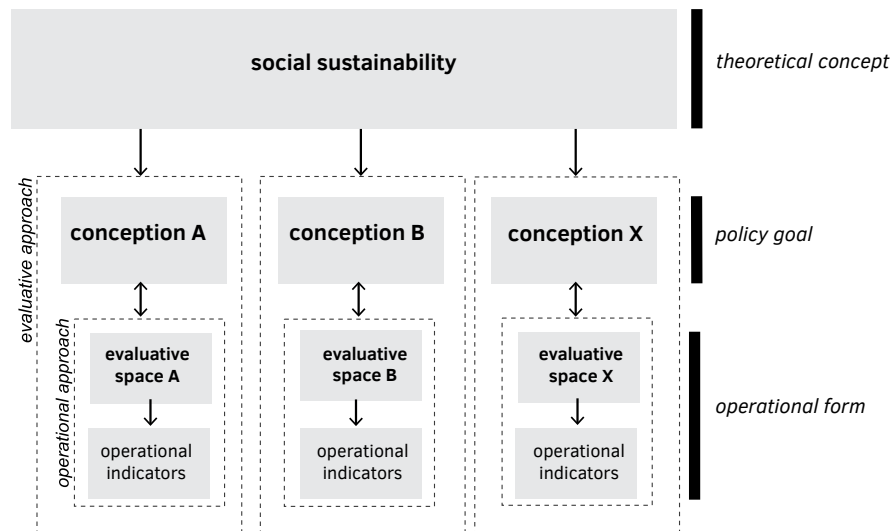 social sustainability
theoretical concept
evaluative approach
conception A
conception B
conception X
policy goal
operational approach
evaluative
space A
evaluative
space B
evaluative
space X
operational form
operational
indicators
operational
indicators
operational
indicators